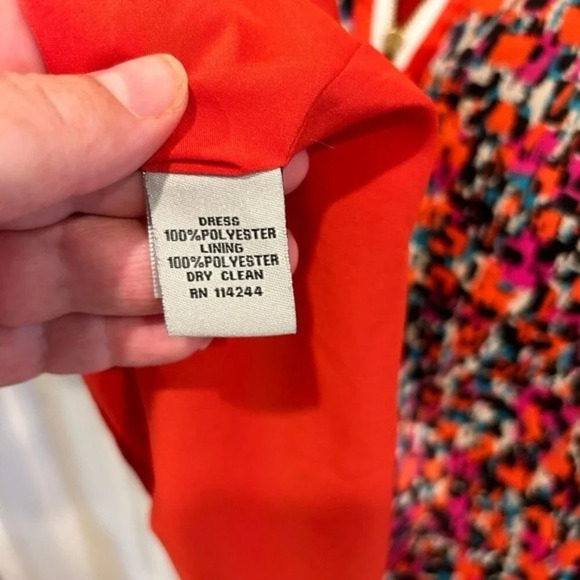 DRESS
100%POLYESTER
LINING
100%POLYESTER
DRY CLEAN
RN 114244